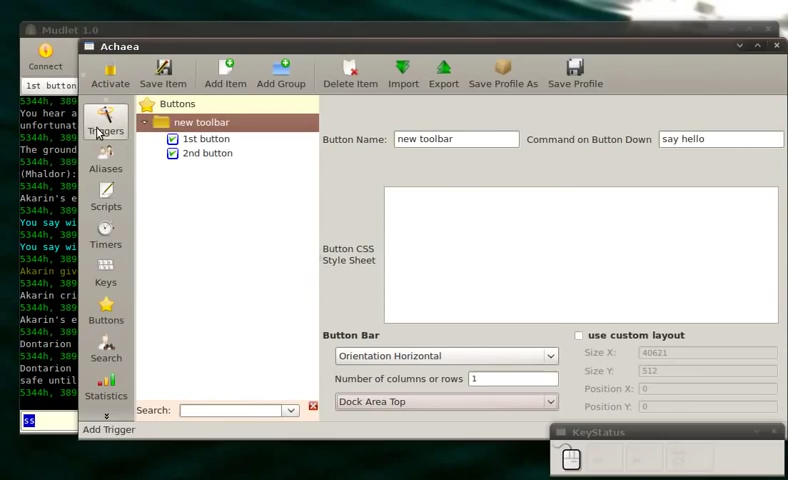 Mudlet 1.0
Achaea
Connect
Activate Save Item Add Item Add Group Delete Item Import Export Save Profile As Save Profile
1st button
5344h, 389
You hear a
unfortunat
5344h, 389
The ground
5344h, 389
(Mhaldor):
5344h, 389
Akarin's e
5344h, 389
You say wi
5344h, 389
You say wi
5344h, 389
Akarin giv
5344h, 389
Akarin cri
5344h, 389
Akarin's e
5344h, 389
Dontarion
5344h, 389
Dontarion
safe until
5344h, 389
ss
Triggers
Aliases
Scripts
Timers
Keys
Buttons
Search
Statistics
Add Trigger
Buttons
new toolbar
1st button
2nd button
Search:
Button Name: new toolbar Command on Button Down say hello
Button CSS
Style Sheet
Button Bar
Orientation Horizontal
Number of columns or rows 1
Dock Area Top
use custom layout
Size X: 40621
Size Y: 512
Position X: 0
Position Y: 0
KeyStatus